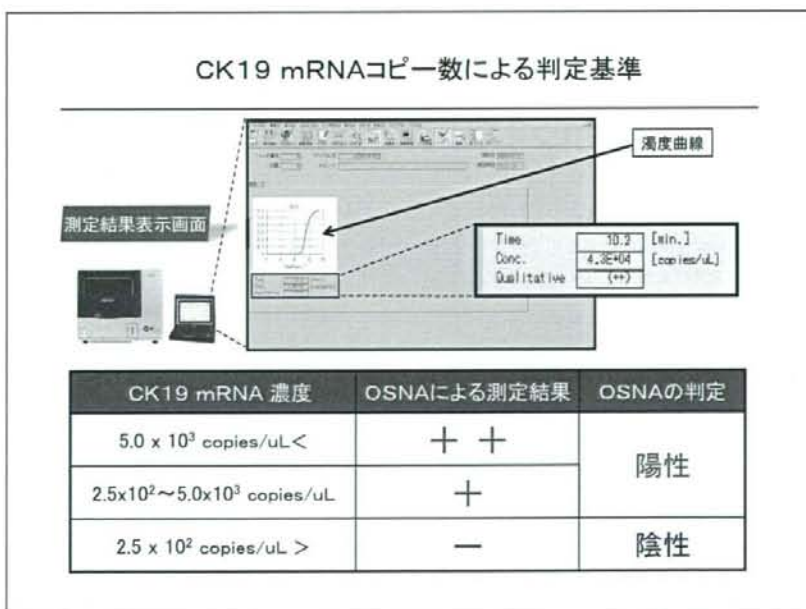 CK19 mRNAコピー数による判定基準
濁度曲線
測定結果表示画面
Time 10.2 [min.]
Conc. 4.3E+04 [copies/uL]
Qualitative (++)
CK19 mRNA 濃度 OSNAによる測定結果 OSNAの判定
5.0 x 10³ copies/uL< ++ 陽性
2.5x10²～5.0x10³ copies/uL +
2.5 x 10² copies/uL > − 陰性